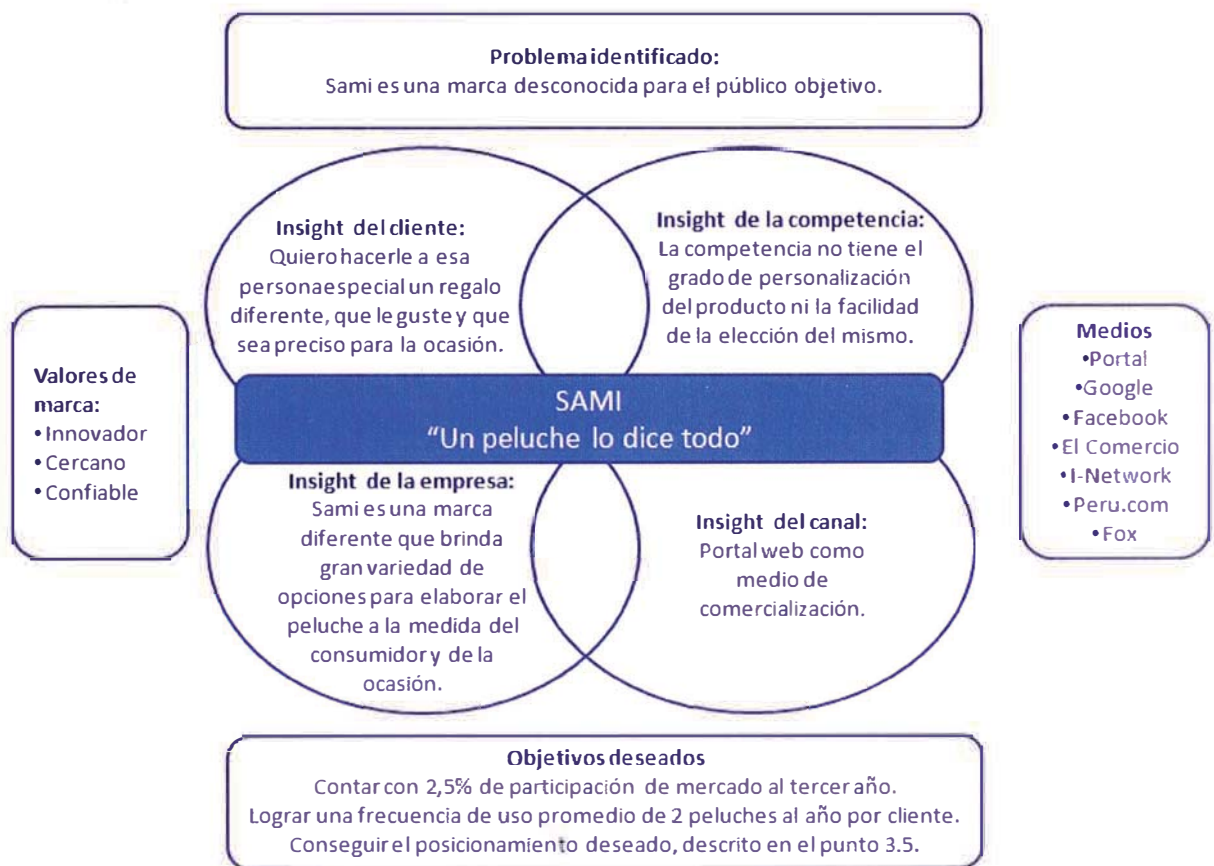 Problema identificado:
Sami es una marca desconocida para el público objetivo.
Insight del cliente:
Quiero hacerle a esa
persona especial un regalo
diferente, que le guste y que
sea preciso para la ocasión.
Insight de la competencia:
La competencia no tiene el
grado de personalización
del producto ni la facilidad
de la elección del mismo.
Valores de
marca:
• Innovador
• Cercano
• Confiable
SAMI
“Un peluche lo dice todo”
Medios
•Portal
•Google
•Facebook
•El Comercio
•I-Network
•Peru.com
•Fox
Insight de la empresa:
Sami es una marca
diferente que brinda
gran variedad de
opciones para elaborar el
peluche a la medida del
consumidor y de la
ocasión.
Insight del canal:
Portal web como
medio de
comercialización.
Objetivos deseados
Contar con 2,5% de participación de mercado al tercer año.
Lograr una frecuencia de uso promedio de 2 peluches al año por cliente.
Conseguir el posicionamiento deseado, descrito en el punto 3.5.